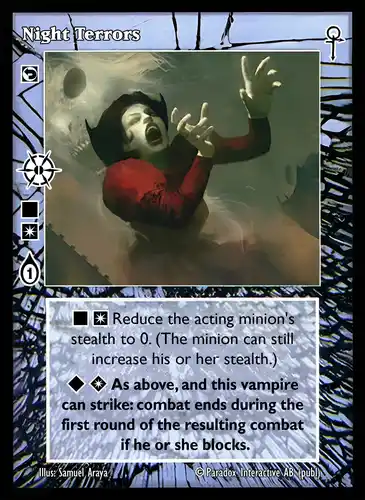 Night Terrors
1
Reduce the acting minion's
stealth to 0. (The minion can still
increase his or her stealth.)
As above, and this vampire
can strike: combat ends during the
first round of the resulting combat
if he or she blocks.
Illus: Samuel Araya
© Paradox Interactive AB (publ)